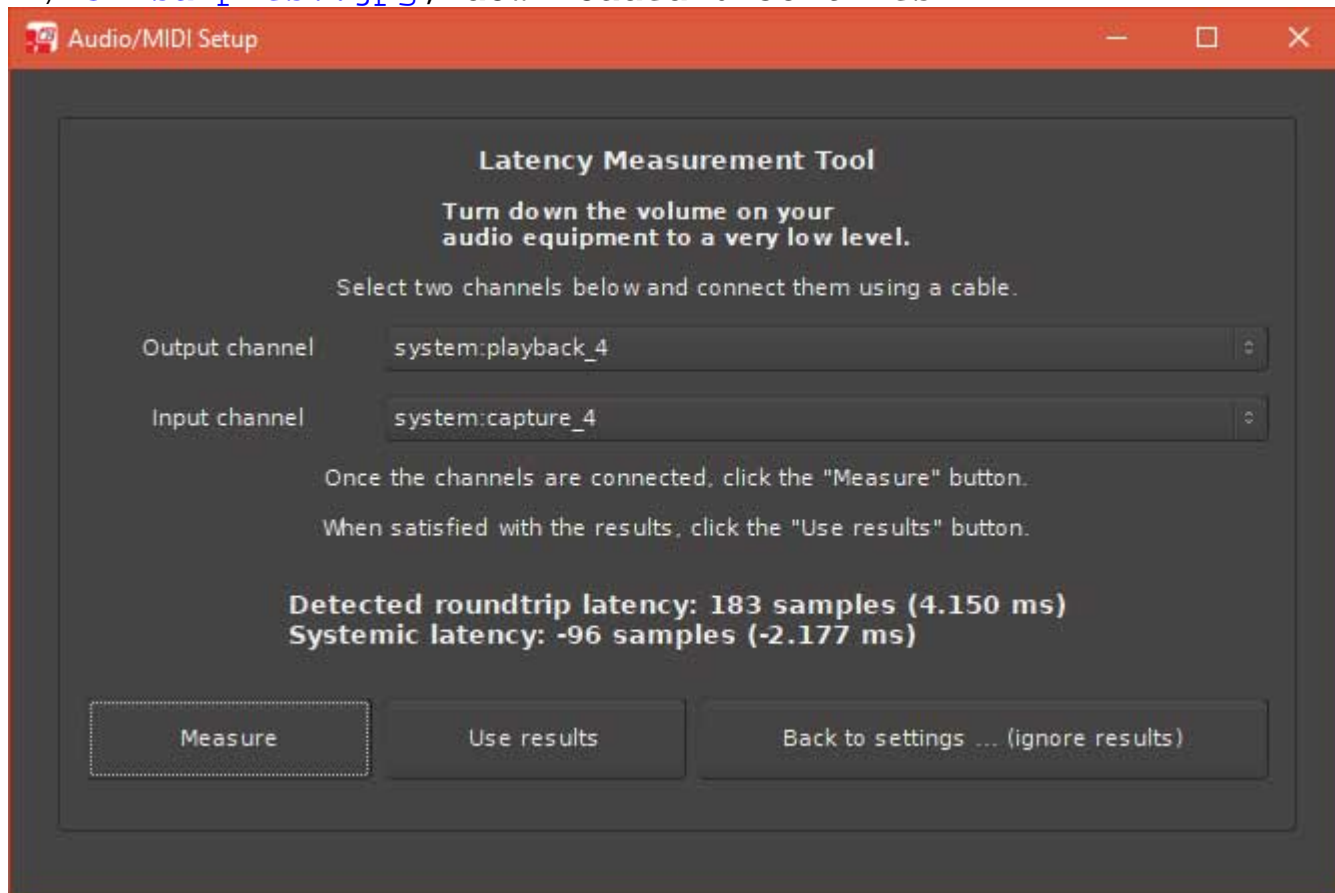 Audio/MIDI Setup
Latency Measurement Tool
Turn down the volume on your
audio equipment to a very low level.
Select two channels below and connect them using a cable.
Output channel system:playback_4
Input channel system:capture_4
Once the channels are connected, click the "Measure" button.
When satisfied with the results, click the "Use results" button.
Detected roundtrip latency: 183 samples (4.150 ms)
Systemic latency: -96 samples (-2.177 ms)
Measure Use results Back to settings ... (ignore results)